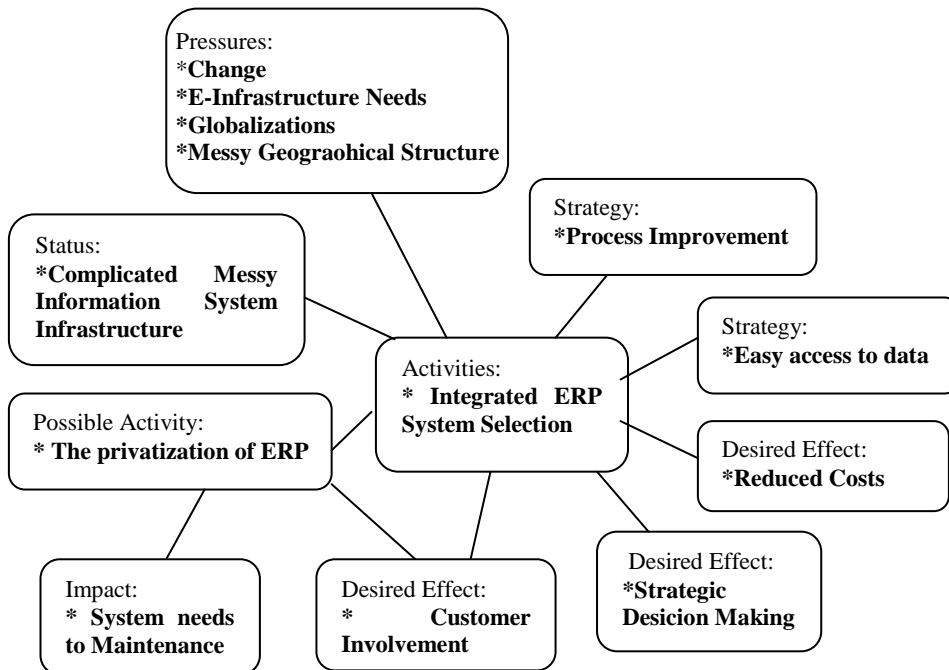 Pressures:
*Change
*E-Infrastructure Needs
*Globalizations
*Messy Geograohical Structure
Strategy:
*Process Improvement
Status:
*Complicated Messy
Information System
Infrastructure
Strategy:
*Easy access to data
Activities:
* Integrated ERP
System Selection
Possible Activity:
* The privatization of ERP
Desired Effect:
*Reduced Costs
Impact:
* System needs
to Maintenance
Desired Effect:
* Customer
Involvement
Desired Effect:
*Strategic
Desicion Making